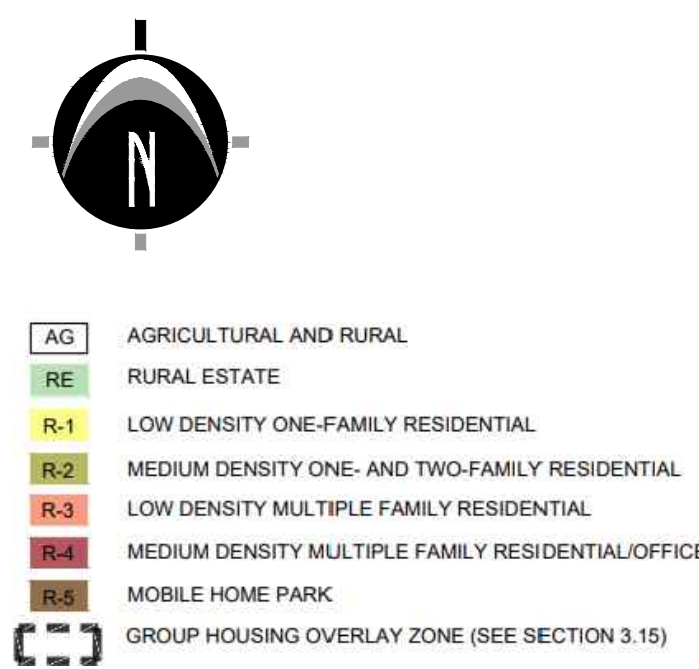 N
AG AGRICULTURAL AND RURAL
RE RURAL ESTATE
R-1 LOW DENSITY ONE-FAMILY RESIDENTIAL
R-2 MEDIUM DENSITY ONE- AND TWO-FAMILY RESIDENTIAL
R-3 LOW DENSITY MULTIPLE FAMILY RESIDENTIAL
R-4 MEDIUM DENSITY MULTIPLE FAMILY RESIDENTIAL/OFFICE
R-5 MOBILE HOME PARK
GROUP HOUSING OVERLAY ZONE (SEE SECTION 3.15)